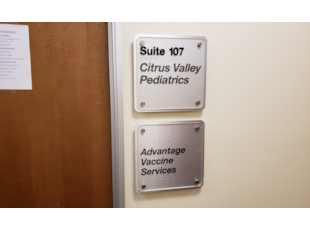 Suite 107
Citrus Valley
Pediatrics
Advantage
Vaccine
Services